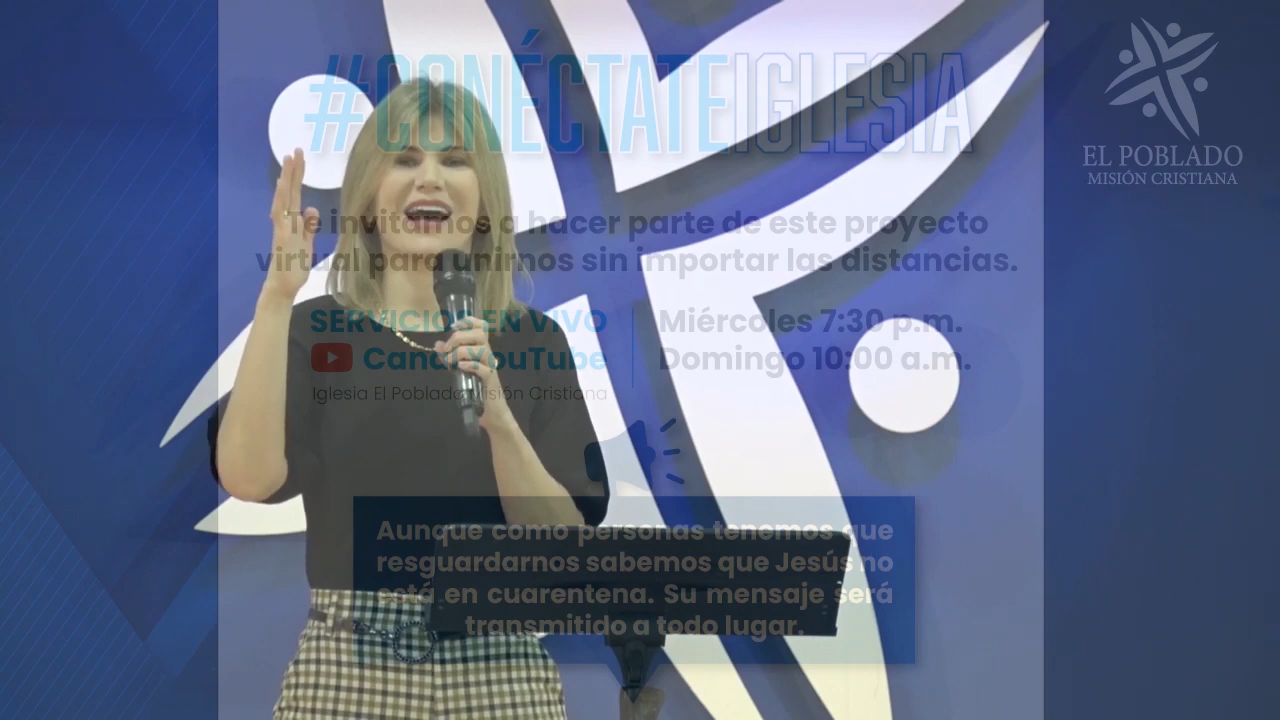 #CONÉCTATEIGLESIA
EL POBLADO
MISIÓN CRISTIANA
invitamos a hacer parte de este proyecto
virtual unirnos sin importar las distancias.
SERVICIOS EN VIVO
Canal YouTube
Iglesia El Poblado Misión Cristiana
Miércoles 7:30 p.m.
Domingo 10:00 a.m.
Aunque como personas tenemos que
resguardarnos sabemos que Jesús no
está en cuarentena. Su mensaje será
transmitido a todo lugar.